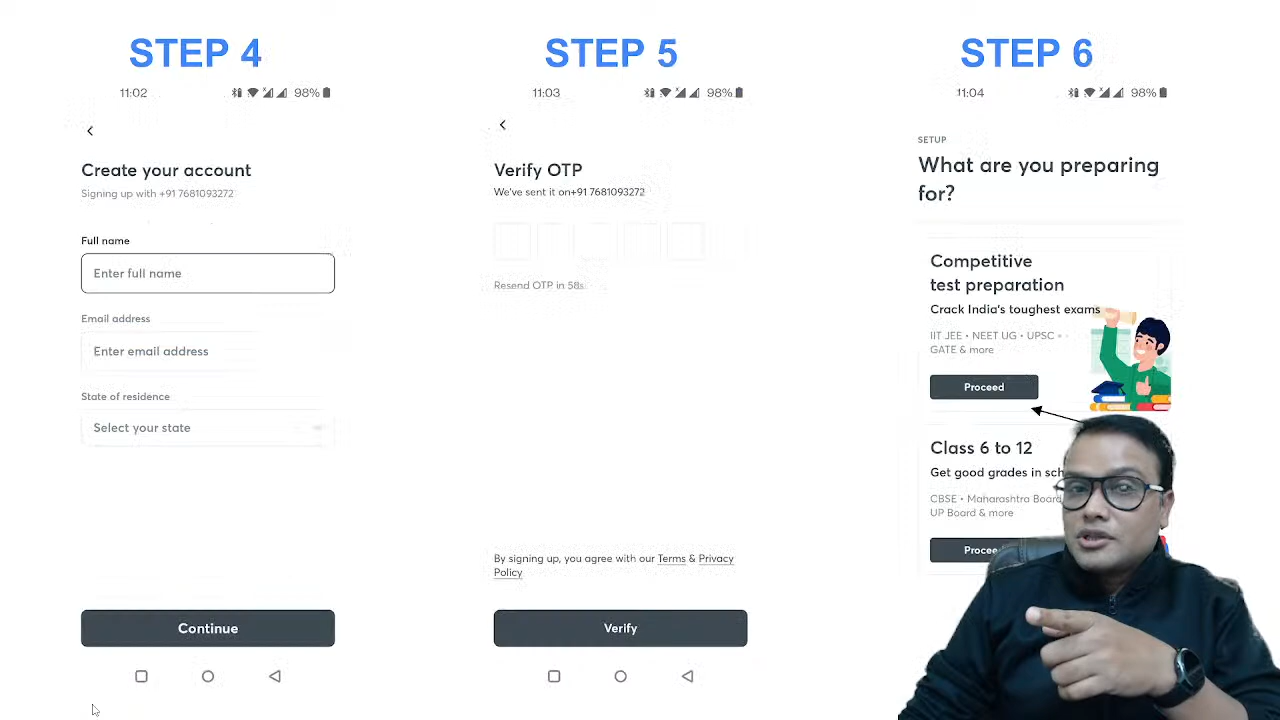 STEP 4
11:02
98%
Create your account
Signing up with +91 7681093272
Full name
Enter full name
Email address
Enter email address
State of residence
Select your state
Continue
STEP 5
11:03
98%
Verify OTP
We've sent it on+91 7681093272
Resend OTP in 58s
By signing up, you agree with our Terms & Privacy
Policy
Verify
STEP 6
11:04
98%
SETUP
What are you preparing
for?
Competitive
test preparation
Crack India's toughest exams
IIT JEE • NEET UG • UPSC •
GATE & more
Proceed
Class 6 to 12
Get good grades in sch
CBSE • Maharashtra Board
UP Board & more
Procee